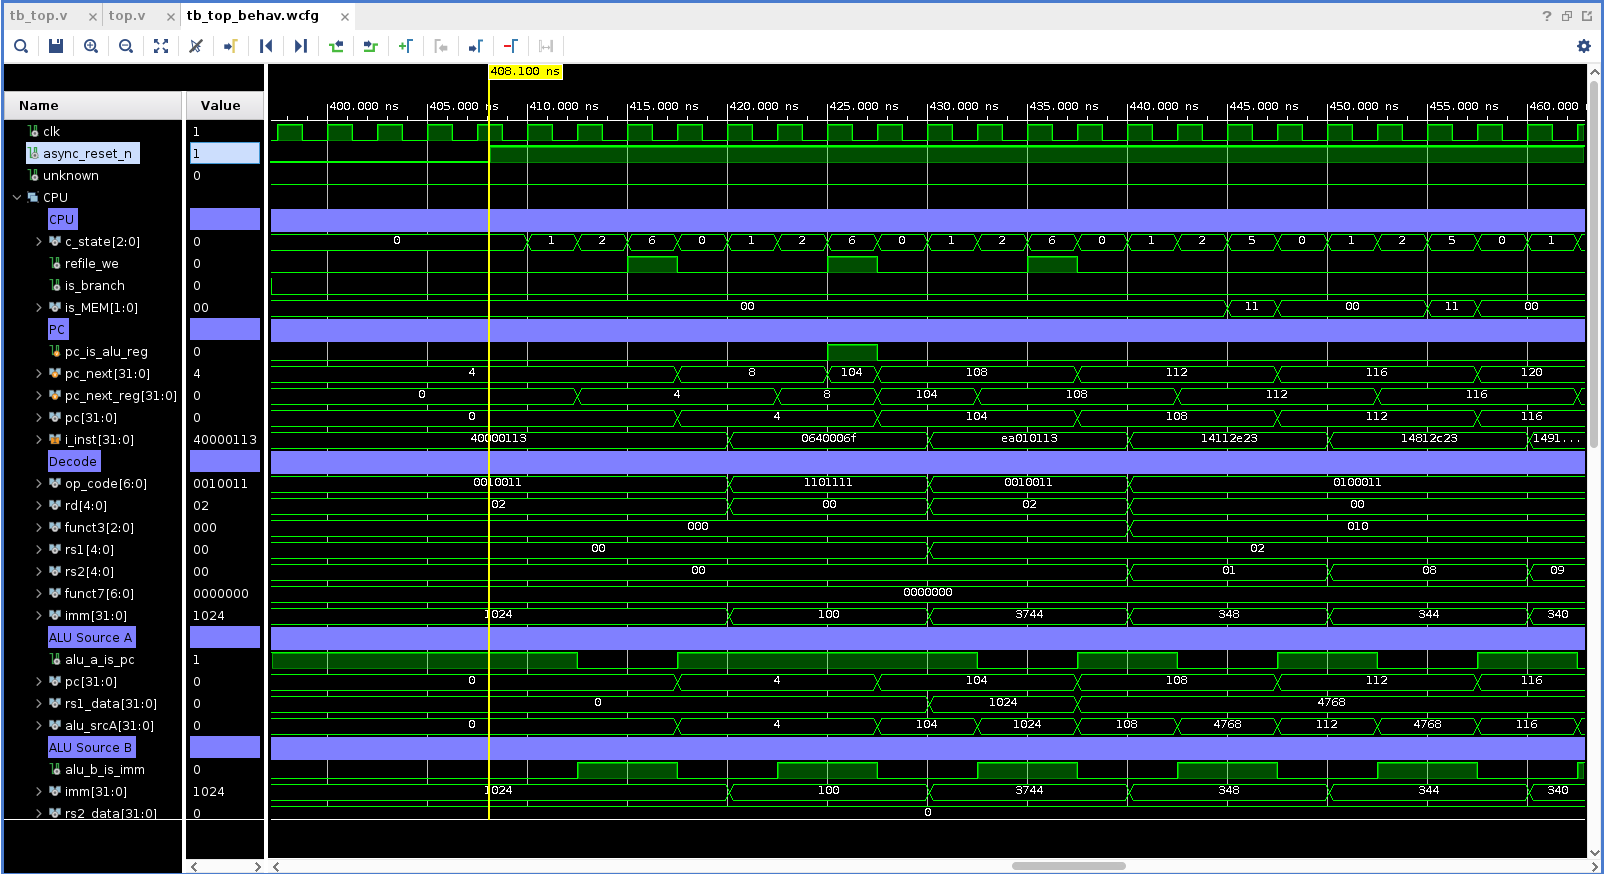 tb_top.v × top.v × tb_top_behav.wcfg ×
?
408.100 ns
Name Value
400.000 ns 405.000 ns 410.000 ns 415.000 ns 420.000 ns 425.000 ns 430.000 ns 435.000 ns 440.000 ns 445.000 ns 450.000 ns 455.000 ns 460.000
clk 1
async_reset_n 1
unknown 0
CPU
CPU
c_state[2:0] 0 0 1 2 6 0 1 2 6 0 1 2 6 0 1 2 5 0 1 2 5 0 1
refile_we 0
is_branch 0
is_MEM[1:0] 00 00 11 00 11 00
PC
pc_is_alu_reg 0
pc_next[31:0] 4 4 8 104 108 112 116 120
pc_next_reg[31:0] 0 0 4 8 104 108 112 116
pc[31:0] 0 0 4 104 108 112 116
i_inst[31:0] 40000113 40000113 0640006f ea010113 14112e23 14812c23 1491...
Decode
op_code[6:0] 0010011 0010011 1101111 0010011 0100011
rd[4:0] 02 02 00 02 00
funct3[2:0] 000 000 010
rs1[4:0] 00 00 02
rs2[4:0] 00 00 01 08 09
funct7[6:0] 0000000 0000000
imm[31:0] 1024 1024 100 3744 348 344 340
ALU Source A
alu_a_is_pc 1
pc[31:0] 0 0 4 104 108 112 116
rs1_data[31:0] 0 0 1024 4768
alu_srcA[31:0] 0 0 4 104 1024 108 4768 112 4768 116
ALU Source B
alu_b_is_imm 0
imm[31:0] 1024 1024 100 3744 348 344 340
rs2_data[31:0] 0 0